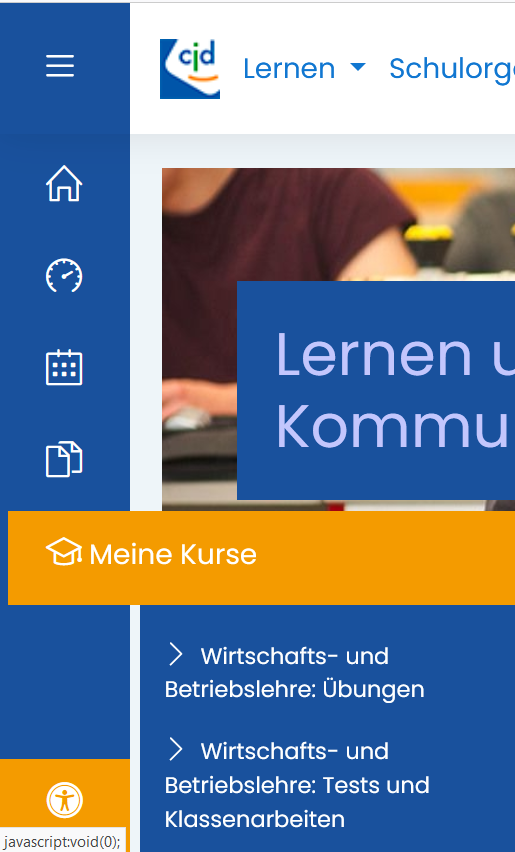 cjd
Lernen
Schulorg
Lernen u
Kommu
Meine Kurse
Wirtschafts- und
Betriebslehre: Übungen
Wirtschafts- und
Betriebslehre: Tests und
Klassenarbeiten
javascript:void(0);